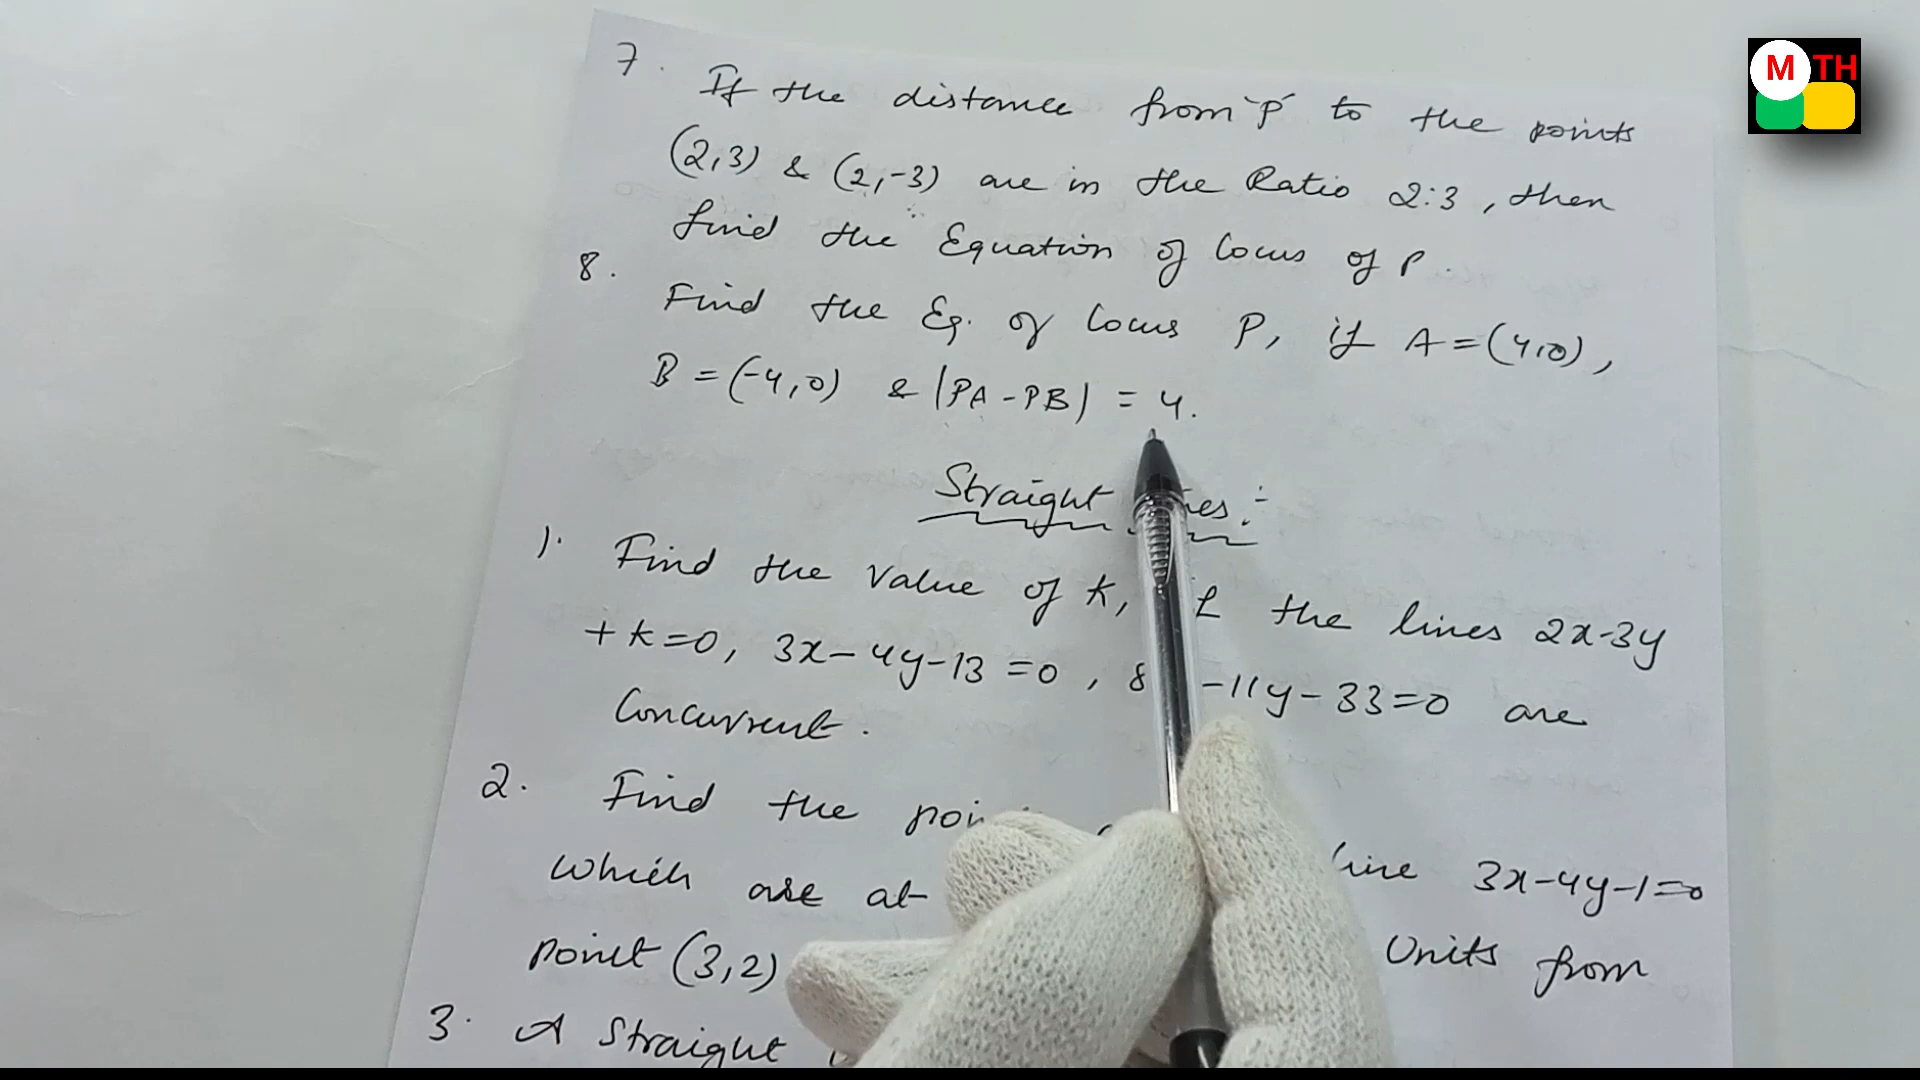 M TH
7. If the distance from 'P' to the points
(2,3) & (2,-3) are in the Ratio 2:3, then
find the Equation of locus of P.
8. Find the Eq. of locus P, if A=(4,0),
B=(-4,0) & |PA-PB| = 4.
Straight
1. Find the Value of K, the lines 2x-3y
+K=0, 3x-4y-13=0, 8 -11y-33=0 are
Concurrent.
2. Find the line 3x-4y-1=0
which are at Units from
point (3,2)
3. A Straight